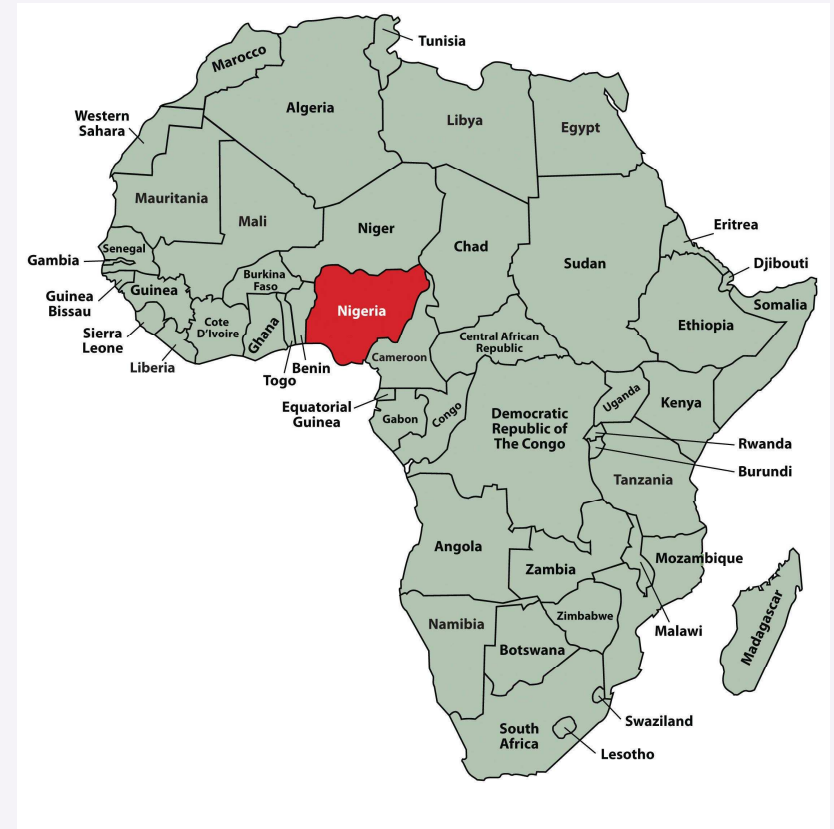 Tunisia
Marocco
Algeria
Libya
Egypt
Western
Sahara
Mauritania
Mali
Niger
Chad
Sudan
Eritrea
Djibouti
Somalia
Ethiopia
Senegal
Gambia
Guinea
Bissau
Guinea
Sierra
Leone
Liberia
Cote
D'Ivoire
Burkina
Faso
Ghana
Togo
Benin
Nigeria
Cameroon
Central African
Republic
Equatorial
Guinea
Gabon
Congo
Democratic
Republic of
The Congo
Uganda
Kenya
Rwanda
Burundi
Tanzania
Angola
Zambia
Mozambique
Malawi
Madagascar
Namibia
Zimbabwe
Botswana
Swaziland
South
Africa
Lesotho